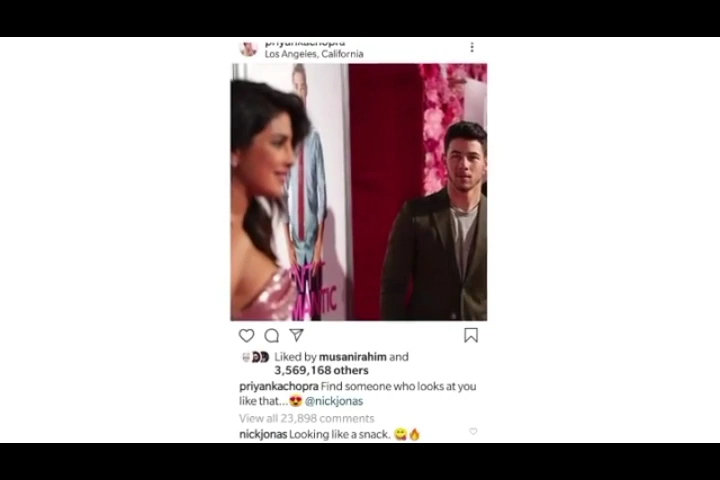 priyankachopra
Los Angeles, California
ANTIC
Liked by musanirahim and
3,569,168 others
priyankachopra Find someone who looks at you
like that...😍 @nickjonas
View all 23,898 comments
nickjonas Looking like a snack. 😋🔥